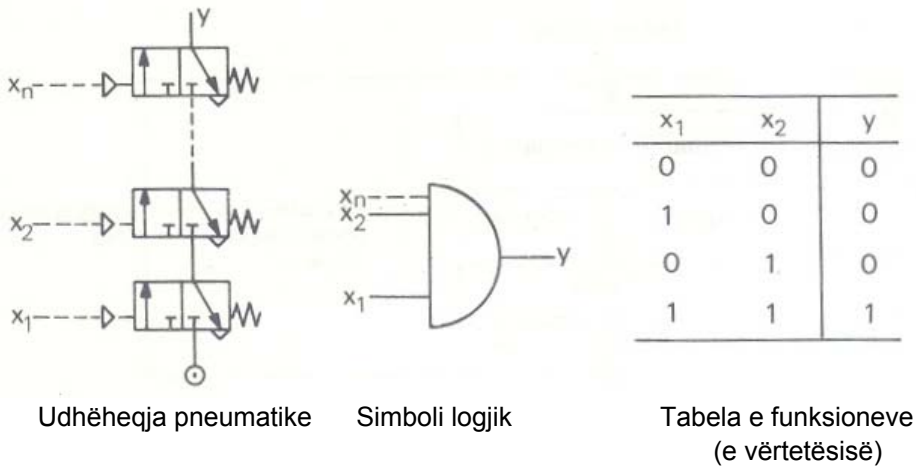 y
xn
x2
x1
xn
x2
x1
y
x1 x2 y
0 0 0
1 0 0
0 1 0
1 1 1
Udhëheqja pneumatike
Simboli logjik
Tabela e funksioneve
(e vërtetësisë)